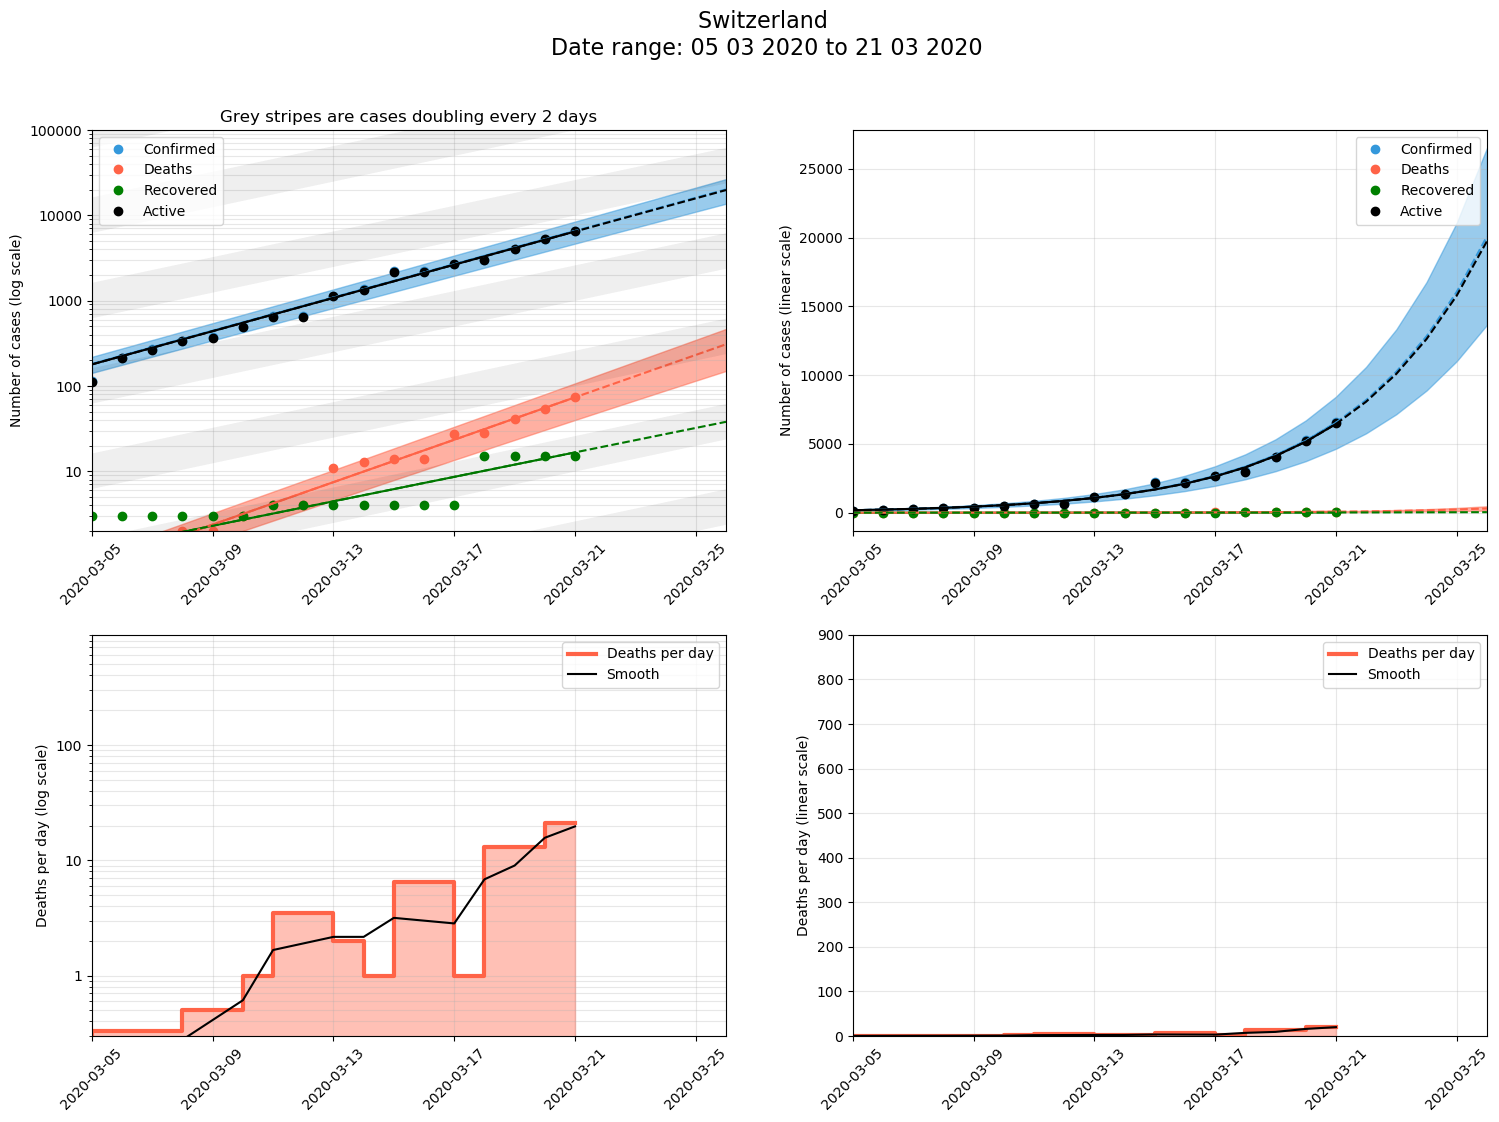 Switzerland
Date range: 05 03 2020 to 21 03 2020
Grey stripes are cases doubling every 2 days
Number of cases (log scale)
100000
10000
1000
100
10
Confirmed
Deaths
Recovered
Active
2020-03-05
2020-03-09
2020-03-13
2020-03-17
2020-03-21
2020-03-25
Number of cases (linear scale)
25000
20000
15000
10000
5000
0
Confirmed
Deaths
Recovered
Active
2020-03-05
2020-03-09
2020-03-13
2020-03-17
2020-03-21
2020-03-25
Deaths per day (log scale)
100
10
1
Deaths per day
Smooth
2020-03-05
2020-03-09
2020-03-13
2020-03-17
2020-03-21
2020-03-25
Deaths per day (linear scale)
900
800
700
600
500
400
300
200
100
0
Deaths per day
Smooth
2020-03-05
2020-03-09
2020-03-13
2020-03-17
2020-03-21
2020-03-25